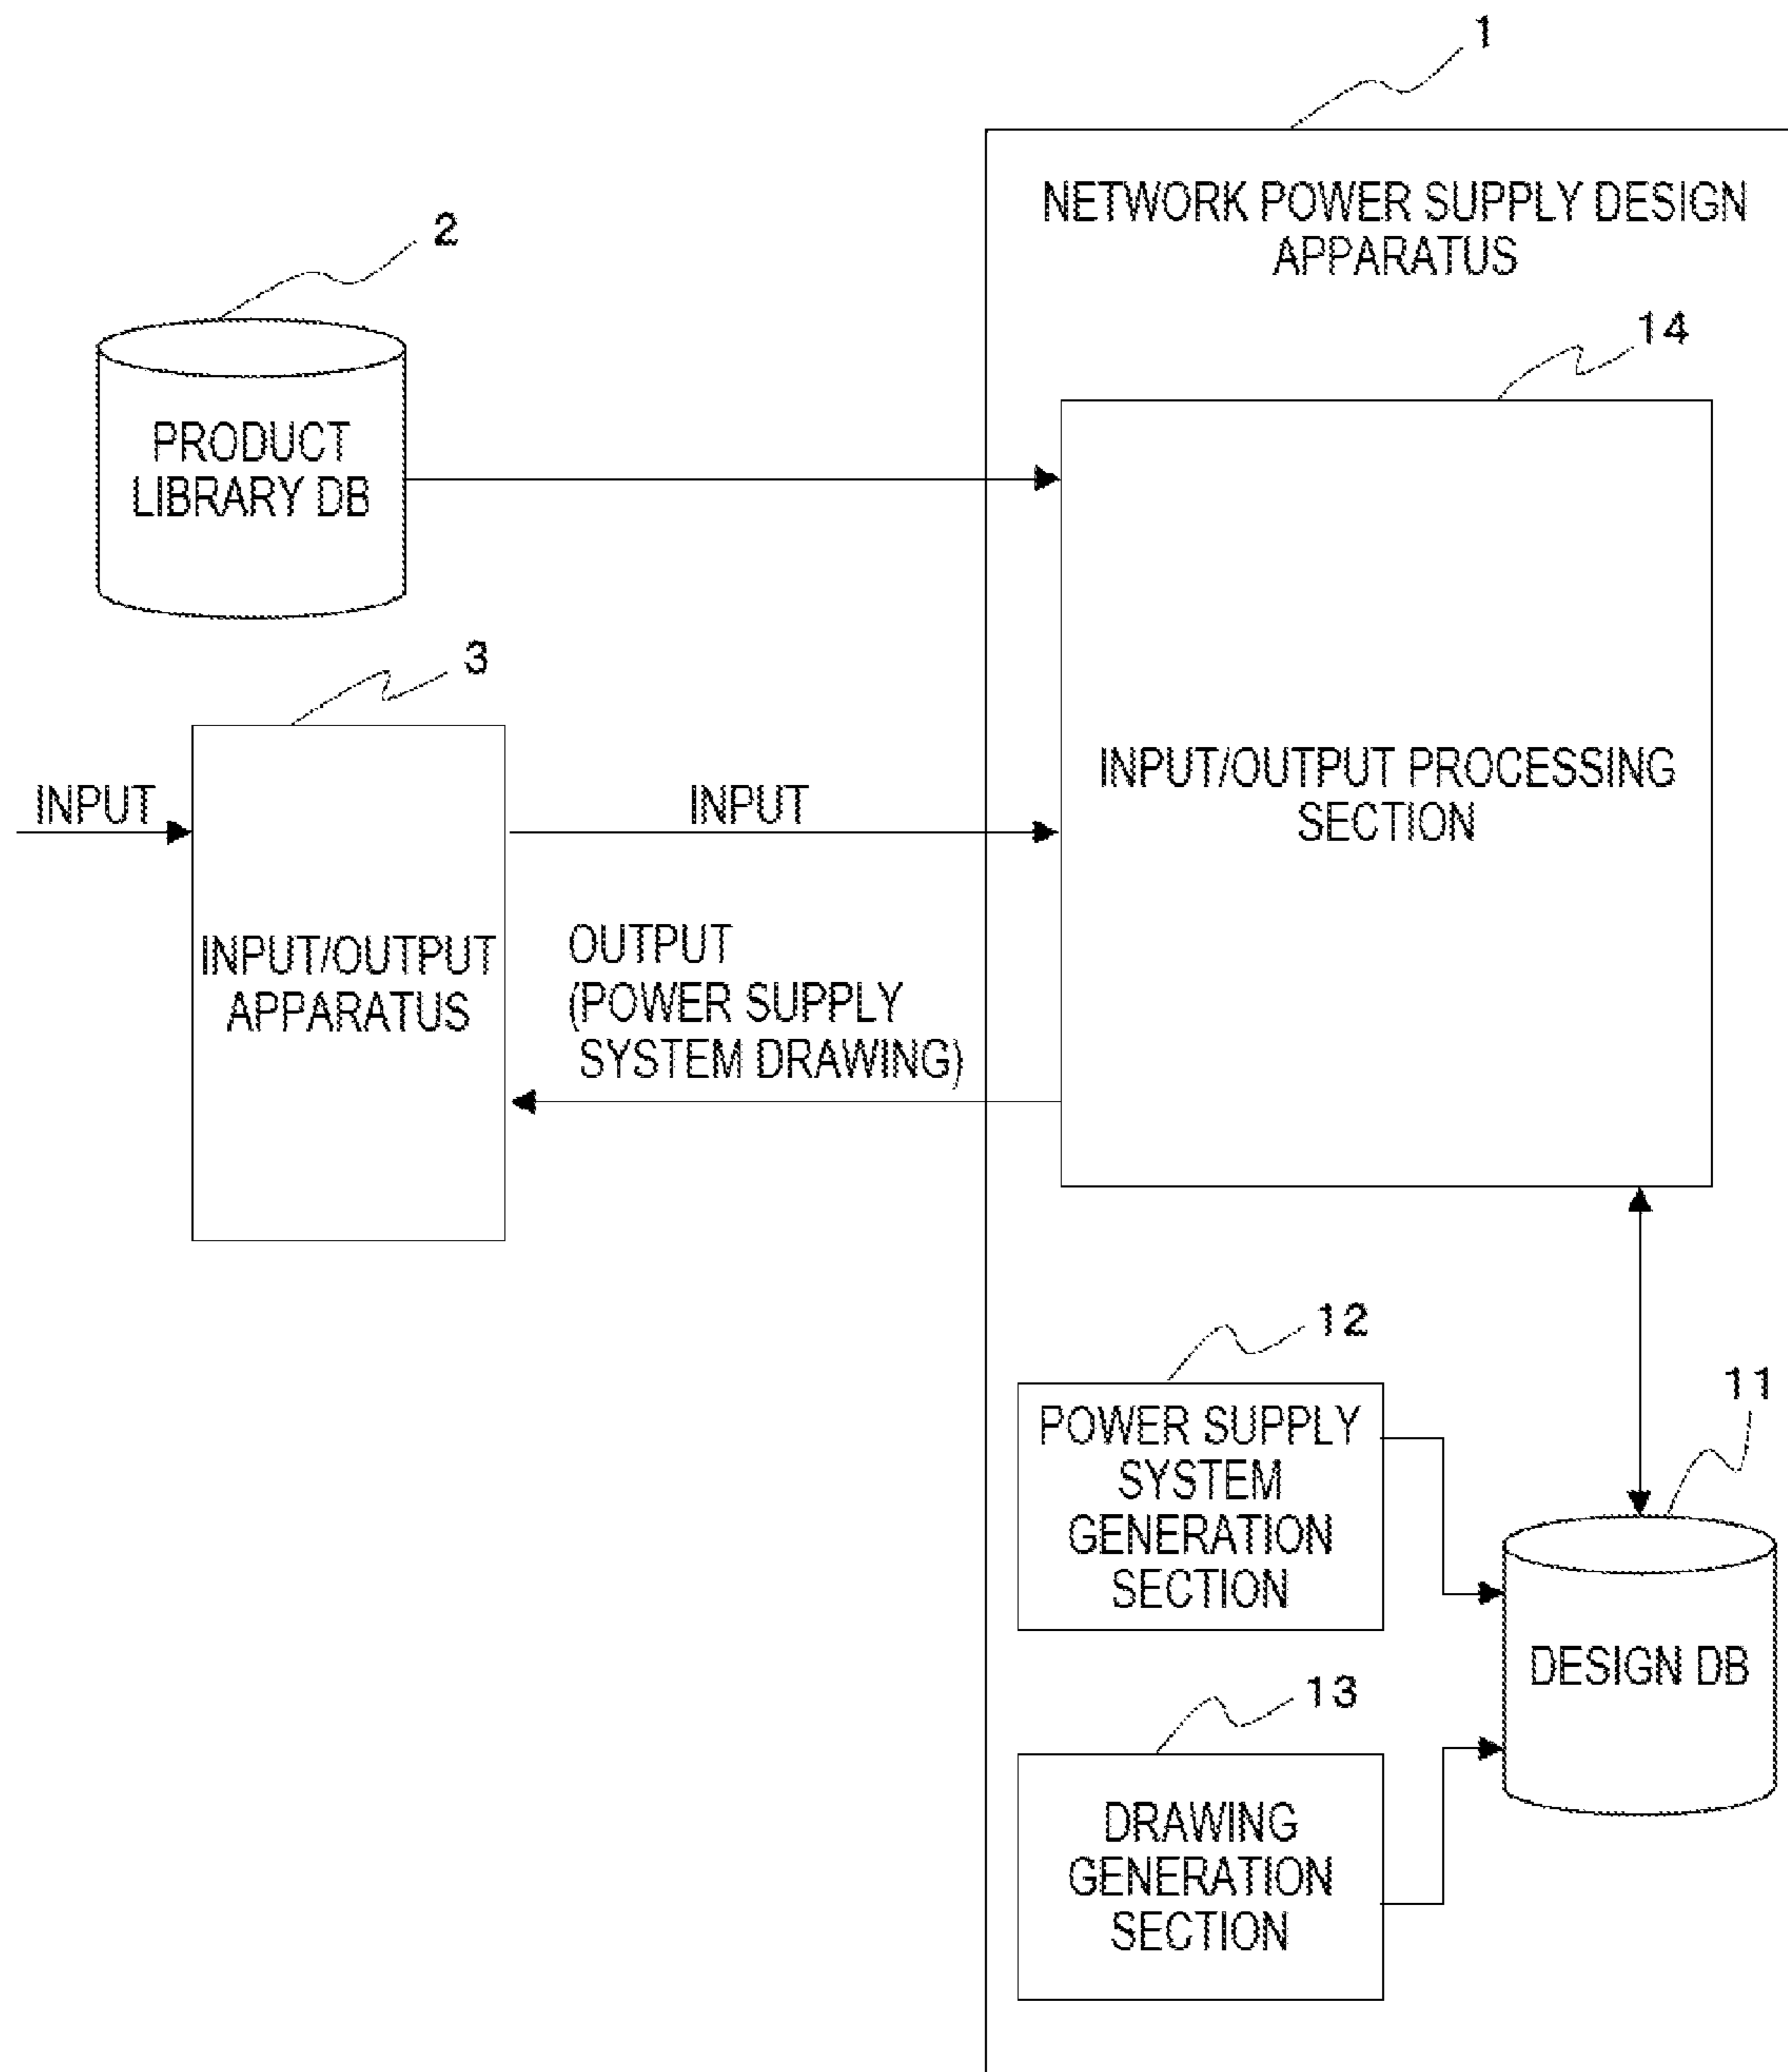 1
NETWORK POWER SUPPLY DESIGN
APPARATUS
2
14
PRODUCT
LIBRARY DB
3
INPUT
INPUT
INPUT/OUTPUT PROCESSING
SECTION
INPUT/OUTPUT
APPARATUS
OUTPUT
(POWER SUPPLY
SYSTEM DRAWING)
12
11
POWER SUPPLY
SYSTEM
GENERATION
SECTION
DESIGN DB
13
DRAWING
GENERATION
SECTION